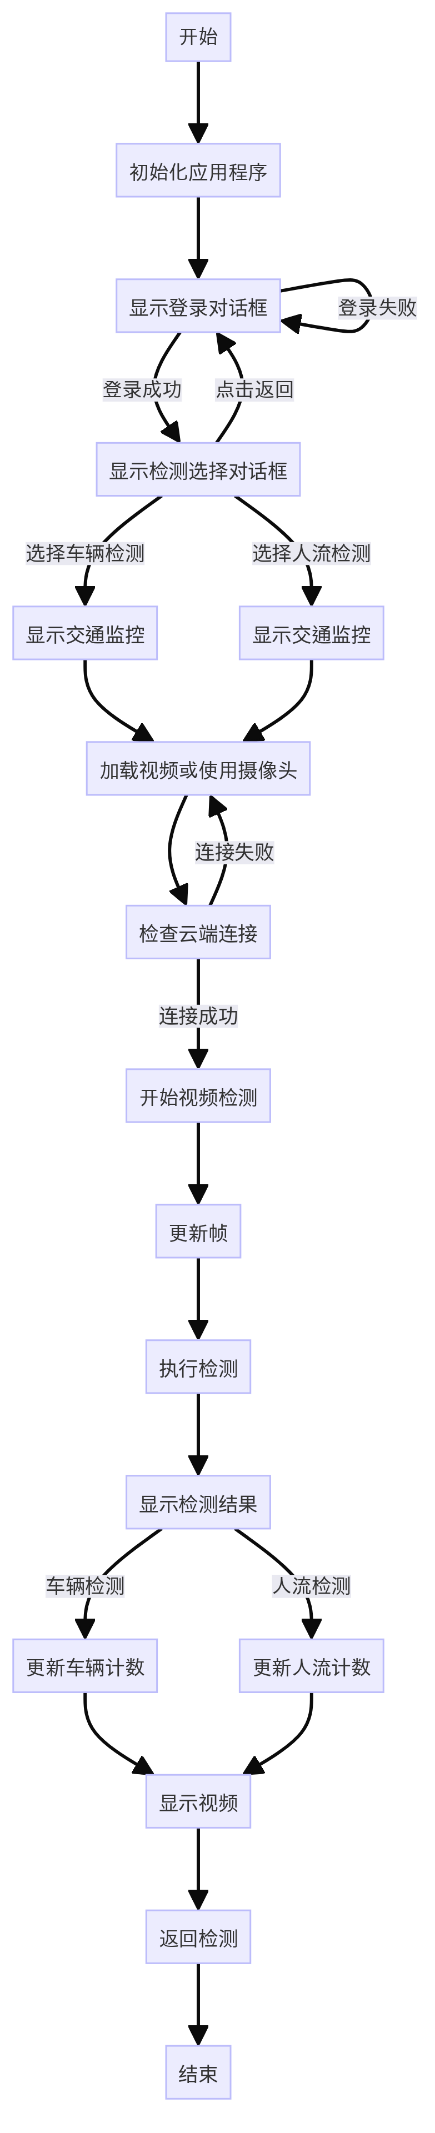 开始
初始化应用程序
显示登录对话框
登录失败
登录成功
点击返回
显示检测选择对话框
选择车辆检测
选择人流检测
显示交通监控
显示交通监控
加载视频或使用摄像头
连接失败
检查云端连接
连接成功
开始视频检测
更新帧
执行检测
显示检测结果
车辆检测
人流检测
更新车辆计数
更新人流计数
显示视频
返回检测
结束